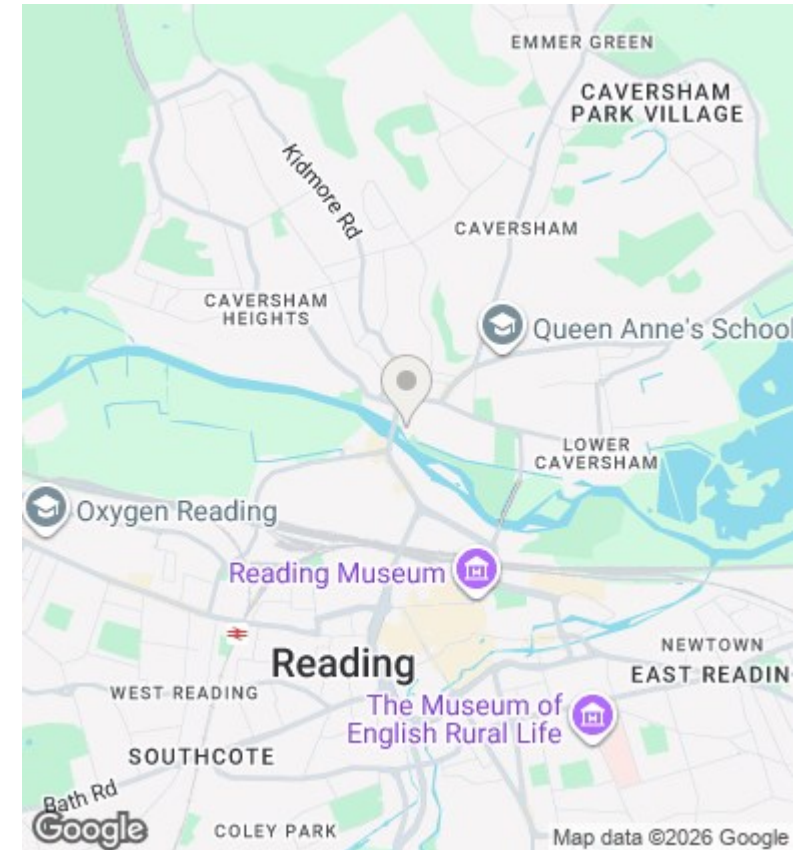 EMMER GREEN
CAVERSHAM
PARK VILLAGE
Kidmore Rd
CAVERSHAM
CAVERSHAM
HEIGHTS
Queen Anne's School
LOWER
CAVERSHAM
Oxygen Reading
Reading Museum
Reading
NEWTOWN
EAST READIN
WEST READING
The Museum of
English Rural Life
SOUTHCOTE
Bath Rd
Google
COLEY PARK
Map data ©2026 Google